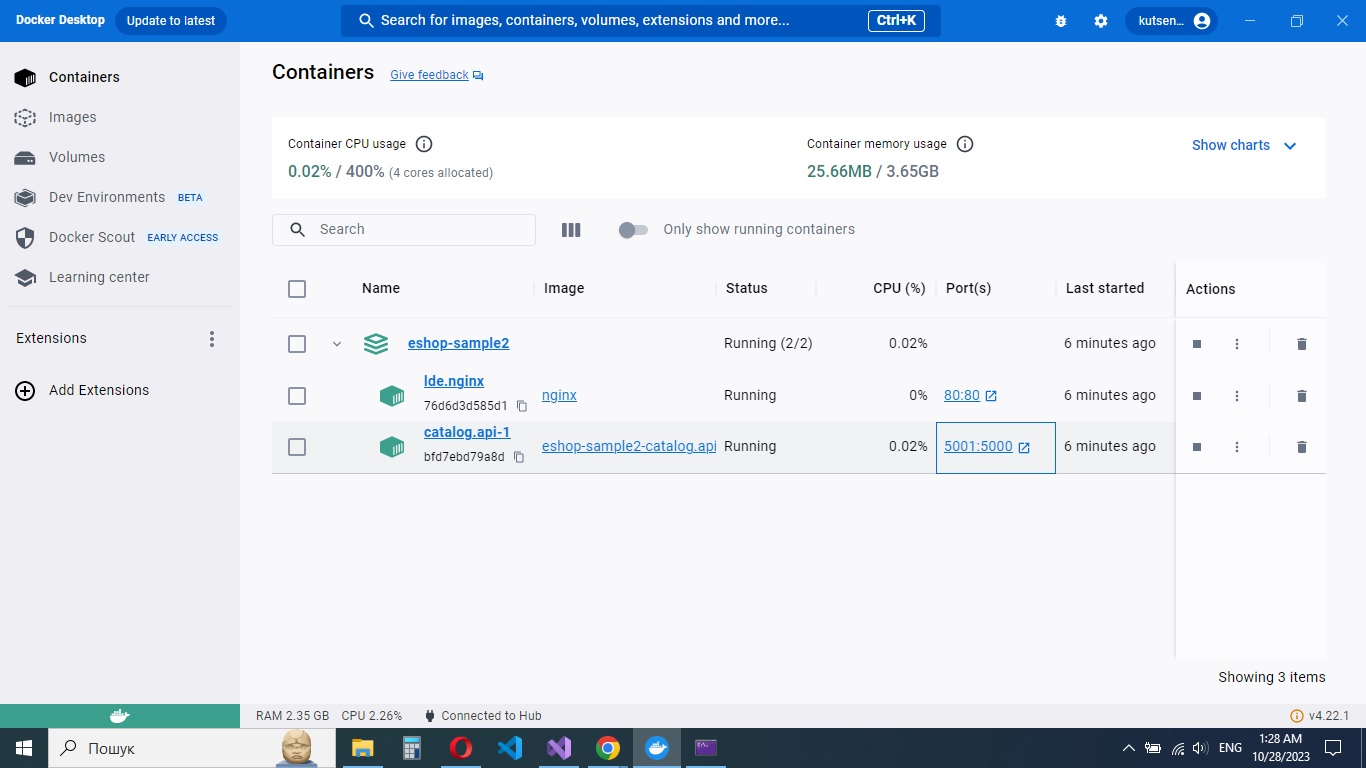 Docker Desktop
Update to latest
Search for images, containers, volumes, extensions and more...
Ctrl+K
kutsen...
Containers
Images
Volumes
Dev Environments BETA
Docker Scout EARLY ACCESS
Learning center
Extensions
Add Extensions
Containers Give feedback
Container CPU usage
0.02% / 400% (4 cores allocated)
Container memory usage
25.66MB / 3.65GB
Show charts
Search
Only show running containers
Name Image Status CPU (%) Port(s) Last started Actions
eshop-sample2 Running (2/2) 0.02% 6 minutes ago
lde.nginx
76d6d3d585d1
nginx Running 0% 80:80 6 minutes ago
catalog.api-1
bfd7ebd79a8d
eshop-sample2-catalog.api Running 0.02% 5001:5000 6 minutes ago
Showing 3 items
RAM 2.35 GB CPU 2.26% Connected to Hub
v4.22.1
Пошук
ENG
1:28 AM
10/28/2023